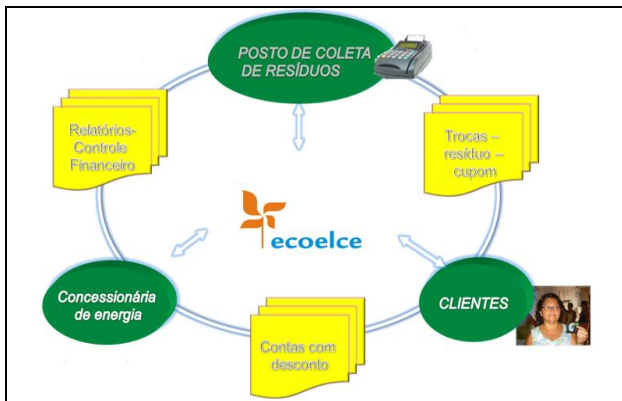 POSTO DE COLETA
DE RESÍDUOS
Relatórios-
Controle
Financeiro
Trocas –
resíduo –
cupom
ecoelce
Concessionária
de energia
CLIENTES
Contas com
desconto